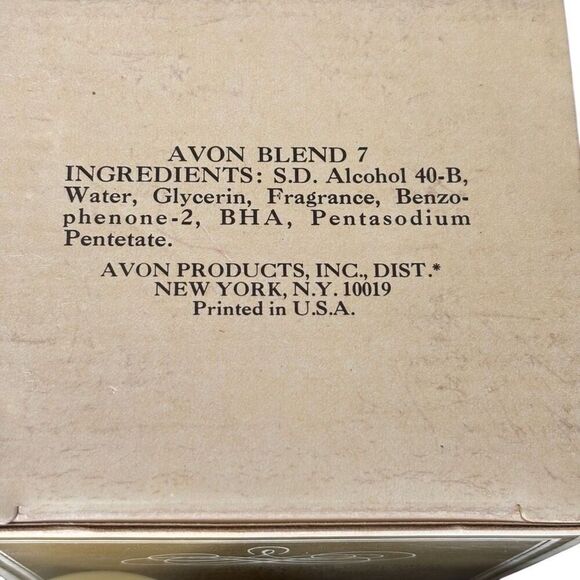 AVON BLEND 7
INGREDIENTS: S.D. Alcohol 40-B,
Water, Glycerin, Fragrance, Benzo-
phenone-2, BHA, Pentasodium
Pentetate.
AVON PRODUCTS, INC., DIST.*
NEW YORK, N.Y. 10019
Printed in U.S.A.